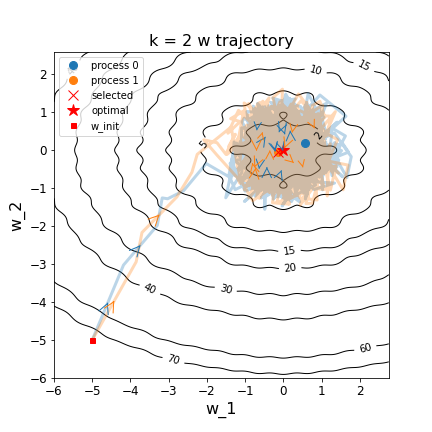 k = 2 w trajectory
process 0
process 1
selected
optimal
w_init
15
10
5
2
15
20
30
40
60
70
w_2
2
1
0
−1
−2
−3
−4
−5
−6
−6 −5 −4 −3 −2 −1 0 1 2
w_1